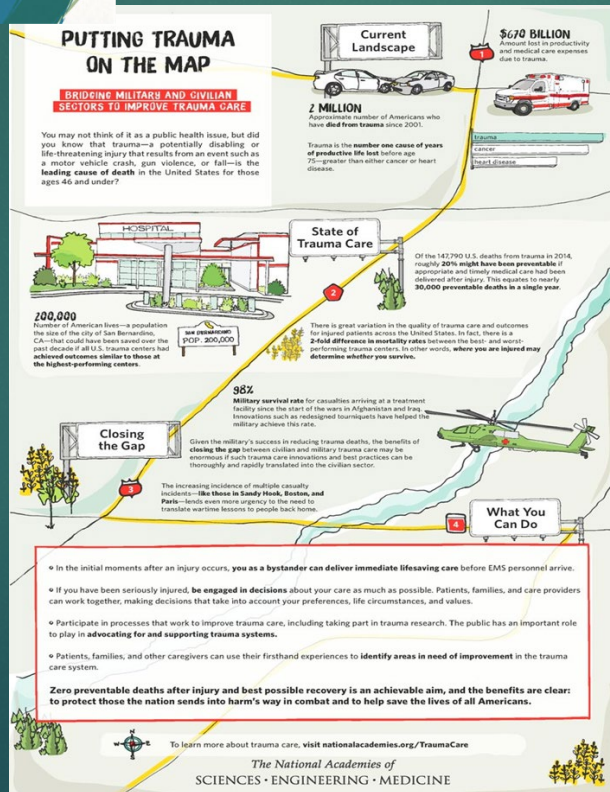 PUTTING TRAUMA
ON THE MAP
BRIDGING MILITARY AND CIVILIAN
SECTORS TO IMPROVE TRAUMA CARE
You may not think of it as a public health issue, but did
you know that trauma—a potentially disabling or
life-threatening injury that results from an event such as
a motor vehicle crash, gun violence, or fall—is the
leading cause of death in the United States for those
ages 46 and under?
Current
Landscape
1
$670 BILLION
Amount lost in productivity
and medical care expenses
due to trauma.
2 MILLION
Approximate number of Americans who
have died from trauma since 2001.
Trauma is the number one cause of years
of productive life lost before age
75—greater than either cancer or heart
disease.
trauma
cancer
heart disease
HOSPITAL
State of
Trauma Care
2
Of the 147,790 U.S. deaths from trauma in 2014,
roughly 20% might have been preventable if
appropriate and timely medical care had been
delivered after injury. This equates to nearly
30,000 preventable deaths in a single year.
200,000
Number of American lives—a population
the size of the city of San Bernardino,
CA—that could have been saved over the
past decade if all U.S. trauma centers had
achieved outcomes similar to those at
the highest-performing centers.
SAN BERNARDINO
POP. 200,000
There is great variation in the quality of trauma care and outcomes
for injured patients across the United States. In fact, there is a
2-fold difference in mortality rates between the best- and worst-
performing trauma centers. In other words, where you are injured may
determine whether you survive.
98%
Military survival rate for casualties arriving at a treatment
facility since the start of the wars in Afghanistan and Iraq.
Innovations such as redesigned tourniquets have helped the
military achieve this rate.
Closing
the Gap
3
Given the military's success in reducing trauma deaths, the benefits of
closing the gap between civilian and military trauma care may be
enormous if such trauma care innovations and best practices can be
thoroughly and rapidly translated into the civilian sector.
The increasing incidence of multiple casualty
incidents—like those in Sandy Hook, Boston, and
Paris—lends even more urgency to the need to
translate wartime lessons to people back home.
4
What You
Can Do
• In the initial moments after an injury occurs, you as a bystander can deliver immediate lifesaving care before EMS personnel arrive.
• If you have been seriously injured, be engaged in decisions about your care as much as possible. Patients, families, and care providers
can work together, making decisions that take into account your preferences, life circumstances, and values.
• Participate in processes that work to improve trauma care, including taking part in trauma research. The public has an important role
to play in advocating for and supporting trauma systems.
• Patients, families, and other caregivers can use their firsthand experiences to identify areas in need of improvement in the trauma
care system.
Zero preventable deaths after injury and best possible recovery is an achievable aim, and the benefits are clear:
to protect those the nation sends into harm's way in combat and to help save the lives of all Americans.
To learn more about trauma care, visit nationalacademies.org/TraumaCare
The National Academies of
SCIENCES • ENGINEERING • MEDICINE